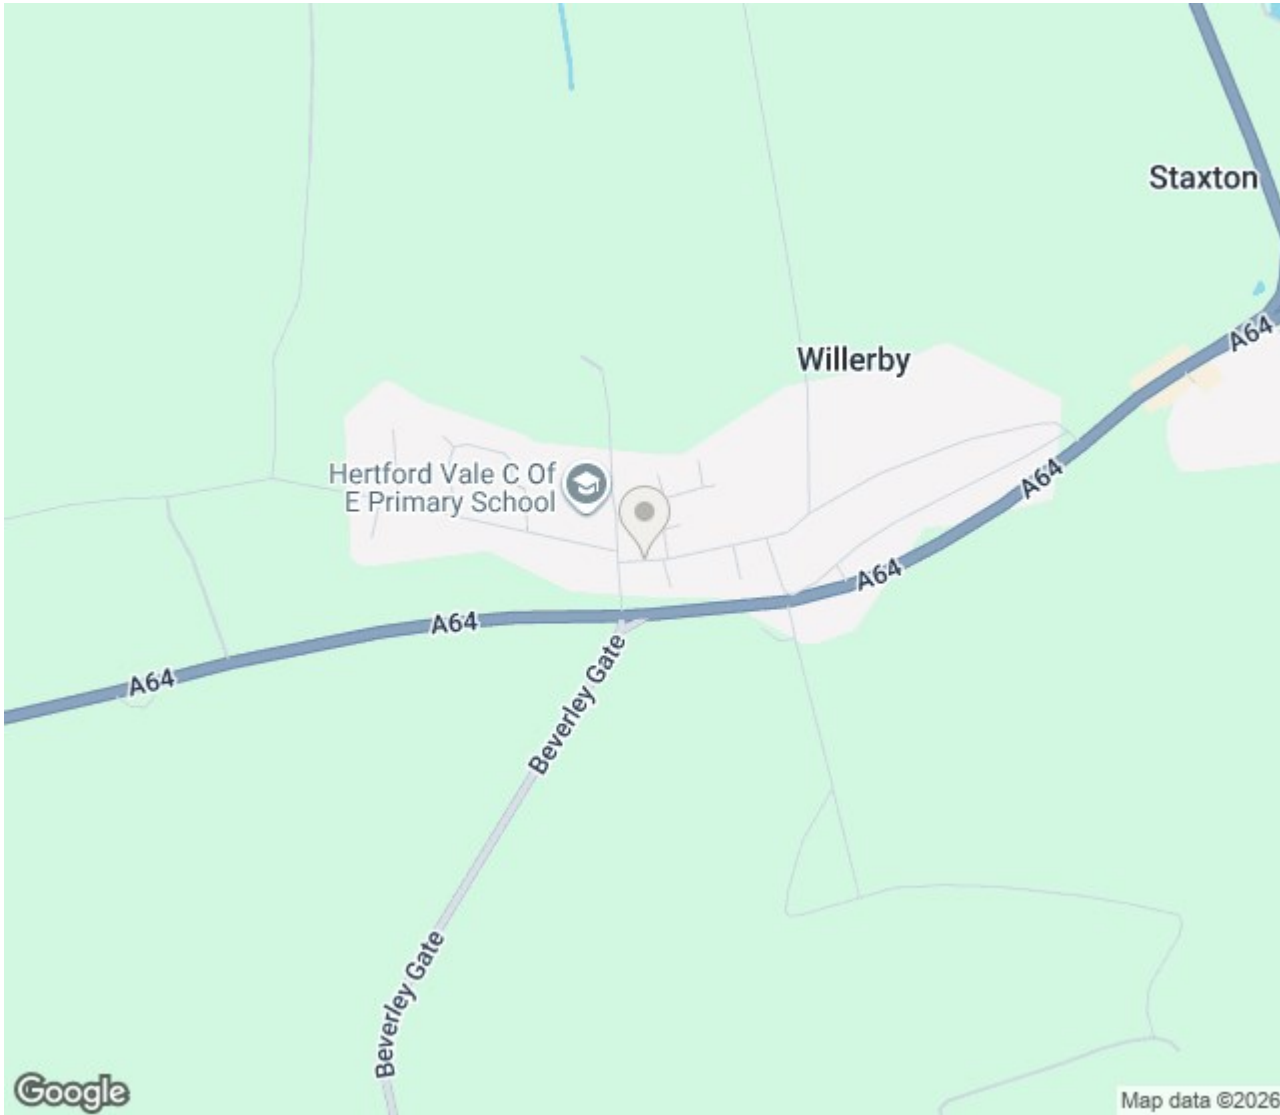 Staxton
A64
Willerby
Hertford Vale C Of
E Primary School
A64
A64
A64
A64
Beverley Gate
Beverley Gate
Google
Map data ©2026